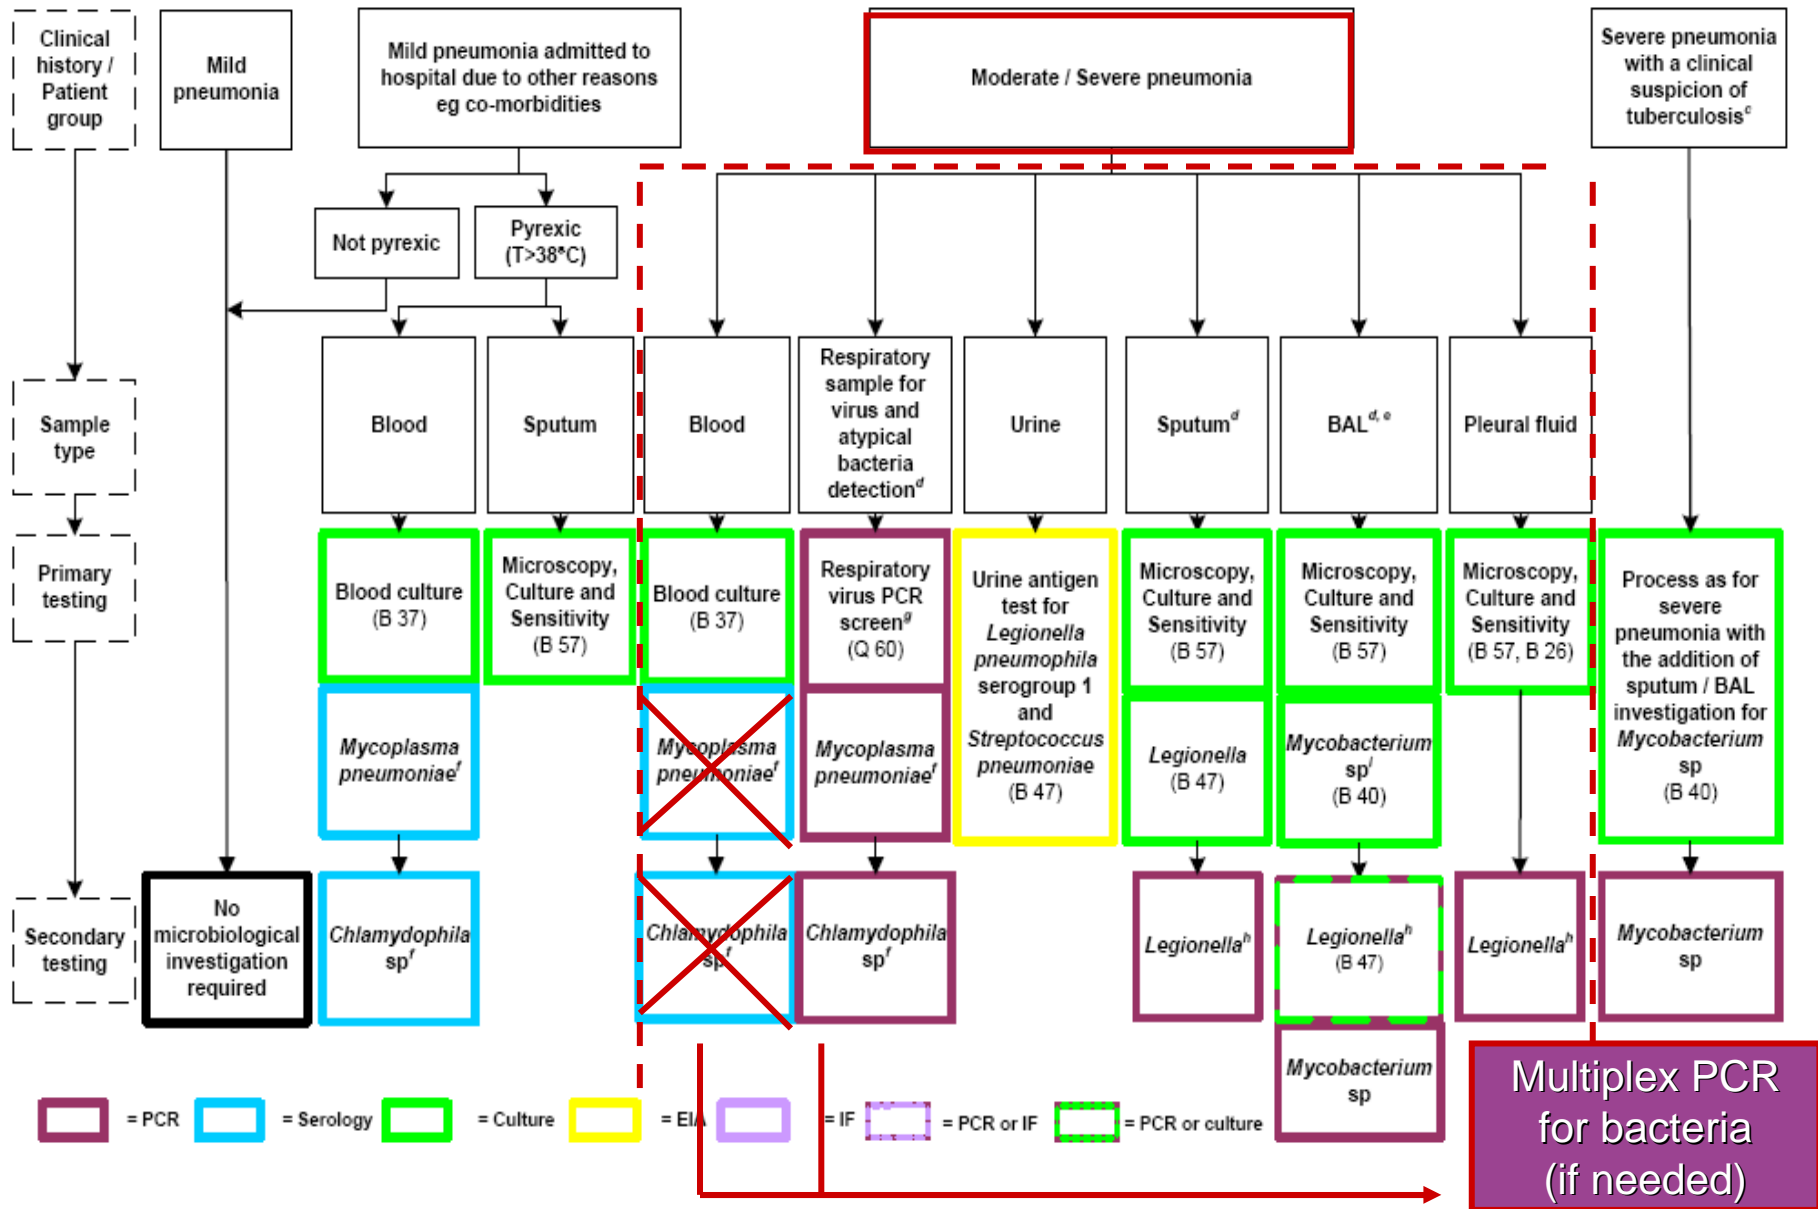 Clinical
history /
Patient
group
Mild
pneumonia
Mild pneumonia admitted to
hospital due to other reasons
eg co-morbidities
Moderate / Severe pneumonia
Severe pneumonia
with a clinical
suspicion of
tuberculosis^c
Not pyrexic
Pyrexic
(T>38°C)
Sample
type
Blood
Sputum
Blood
Respiratory
sample for
virus and
atypical
bacteria
detection^d
Urine
Sputum^d
BAL^d, e
Pleural fluid
Primary
testing
Blood culture
(B 37)
Microscopy,
Culture and
Sensitivity
(B 57)
Blood culture
(B 37)
Respiratory
virus PCR
screen^g
(Q 60)
Urine antigen
test for
Legionella
pneumophila
serogroup 1
and
Streptococcus
pneumoniae
(B 47)
Microscopy,
Culture and
Sensitivity
(B 57)
Microscopy,
Culture and
Sensitivity
(B 57)
Microscopy,
Culture and
Sensitivity
(B 57, B 26)
Process as for
severe
pneumonia with
the addition of
sputum / BAL
investigation for
Mycobacterium
sp
(B 40)
Mycoplasma
pneumoniae^f
Mycoplasma
pneumoniae^f
Mycoplasma
pneumoniae^f
Legionella
(B 47)
Mycobacterium
sp^i
(B 40)
Secondary
testing
No
microbiological
investigation
required
Chlamydophila
sp^f
Chlamydophila
sp^f
Chlamydophila
sp^f
Legionella^h
Legionella^h
(B 47)
Legionella^h
Mycobacterium
sp
Mycobacterium
sp
= PCR
= Serology
= Culture
= EIA
= IF
= PCR or IF
= PCR or culture
Multiplex PCR
for bacteria
(if needed)